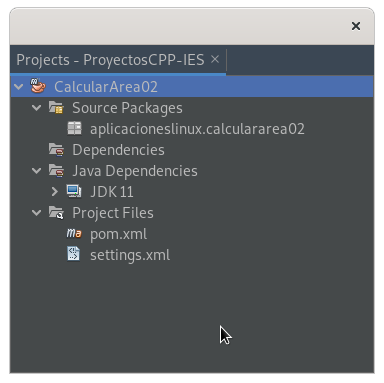 Projects - ProyectosCPP-IES
CalcularArea02
Source Packages
aplicacioneslinux.calculararea02
Dependencies
Java Dependencies
JDK 11
Project Files
ma pom.xml
settings.xml